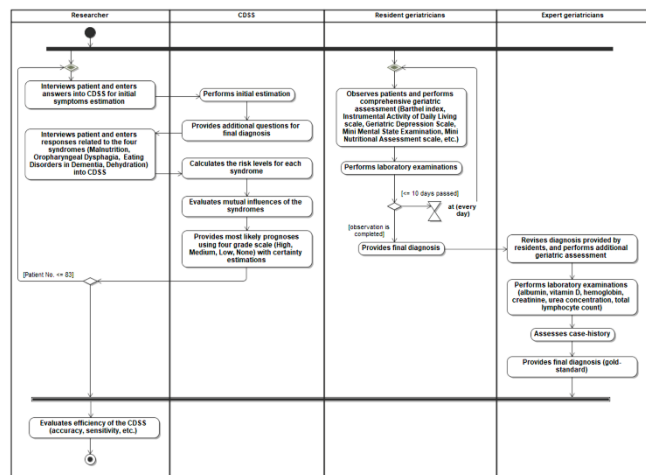 Researcher
CDSS
Resident geriatricians
Expert geriatricians
Interviews patient and enters
answers into CDSS for initial
symptoms estimation
Performs initial estimation
Provides additional questions for
final diagnosis
Interviews patient and enters
responses related to the four
syndromes (Malnutrition,
Oropharyngeal Dysphagia, Eating
Disorders in Dementia, Dehydration)
into CDSS
Calculates the risk levels for each
syndrome
Evaluates mutual influences of the
syndromes
Provides most likely prognoses
using four grade scale (High,
Medium, Low, None) with certainty
estimations
[Patient No. <= 83]
Observes patients and performs
comprehensive geriatric
assessment (Barthel index,
Instrumental Activity of Daily Living
scale, Geriatric Depression Scale,
Mini Mental State Examination, Mini
Nutritional Assessment scale, etc.)
Performs laboratory examinations
[<= 10 days passed]
at (every
day)
[observation is
completed]
Provides final diagnosis
Revises diagnosis provided by
residents, and performs additional
geriatric assessment
Performs laboratory examinations
(albumin, vitamin D, hemoglobin,
creatinine, urea concentration, total
lymphocyte count)
Assesses case-history
Provides final diagnosis (gold-
standard)
Evaluates efficiency of the CDSS
(accuracy, sensitivity, etc.)